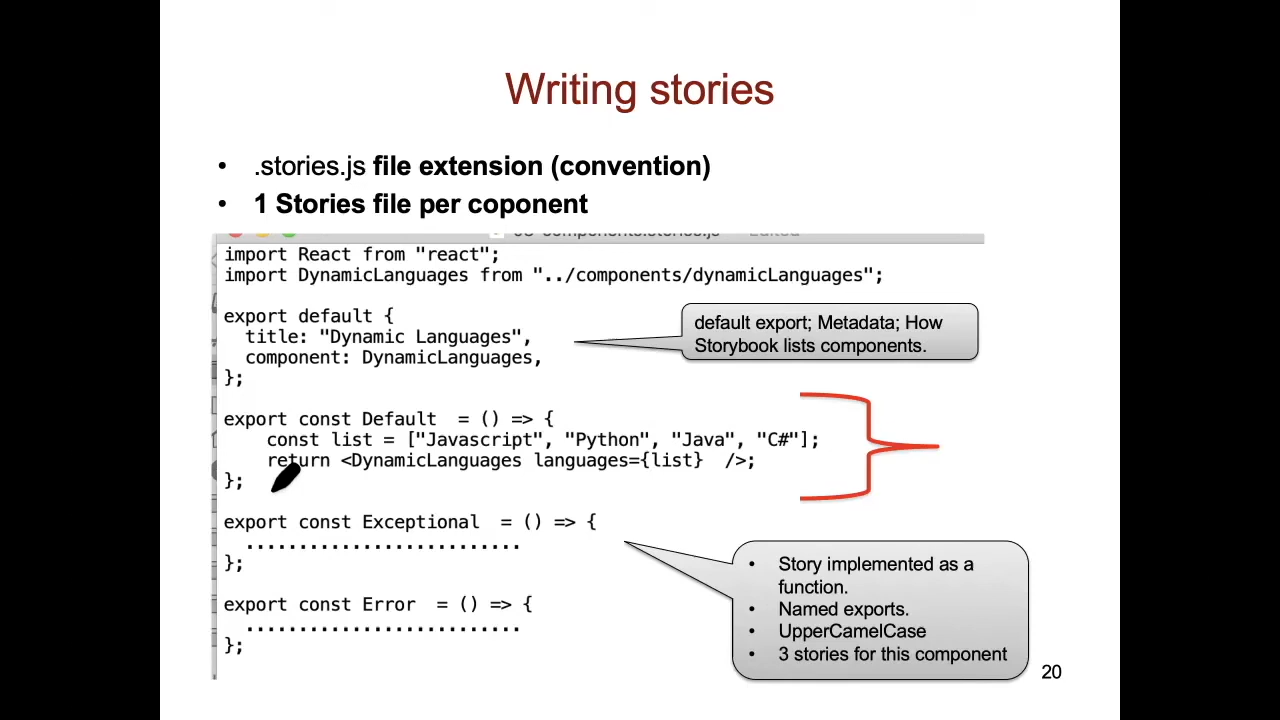 Writing stories
• .stories.js file extension (convention)
• 1 Stories file per coponent
import React from "react";
import DynamicLanguages from "../components/dynamicLanguages";
export default {
title: "Dynamic Languages",
component: DynamicLanguages,
};
default export; Metadata; How
Storybook lists components.
export const Default = () => {
const list = ["Javascript", "Python", "Java", "C#"];
return <DynamicLanguages languages={list} />;
};
export const Exceptional = () => {
..........................
};
export const Error = () => {
..........................
};
• Story implemented as a
function.
• Named exports.
• UpperCamelCase
• 3 stories for this component
20